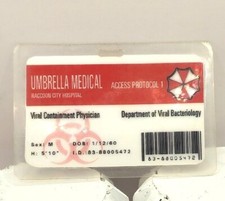 UMBRELLA MEDICAL
ACCESS PROTOCOL 1
RACCOON CITY HOSPITAL
Viral Containment Physician
Department of Viral Bacteriology
Sex: M DOB: 1/12/60
H: 5'10" I.D. 83-88005472
83-88005472